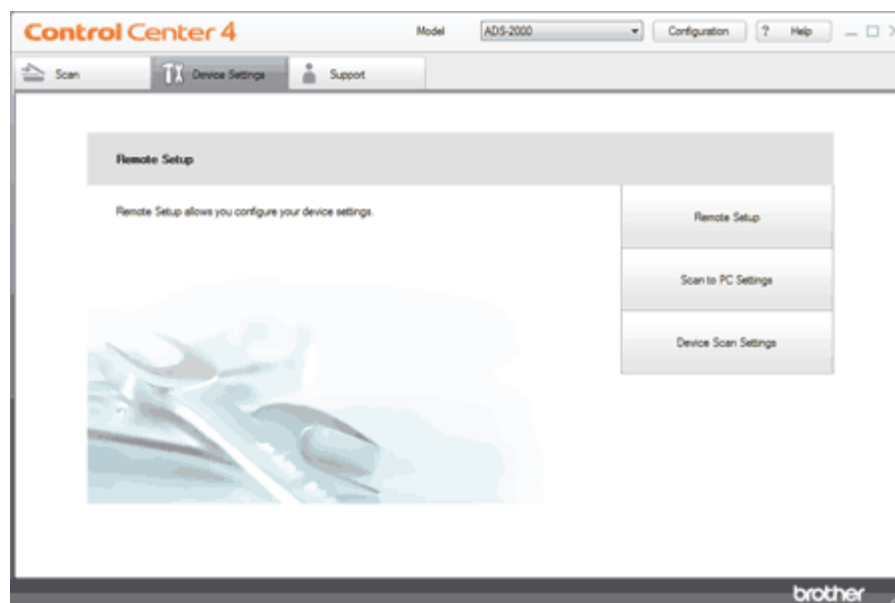 Control Center 4
Model ADS-2000 Configuration ? Help
Scan Device Settings Support
Remote Setup
Remote Setup allows you configure your device settings.
Remote Setup
Scan to PC Settings
Device Scan Settings
brother